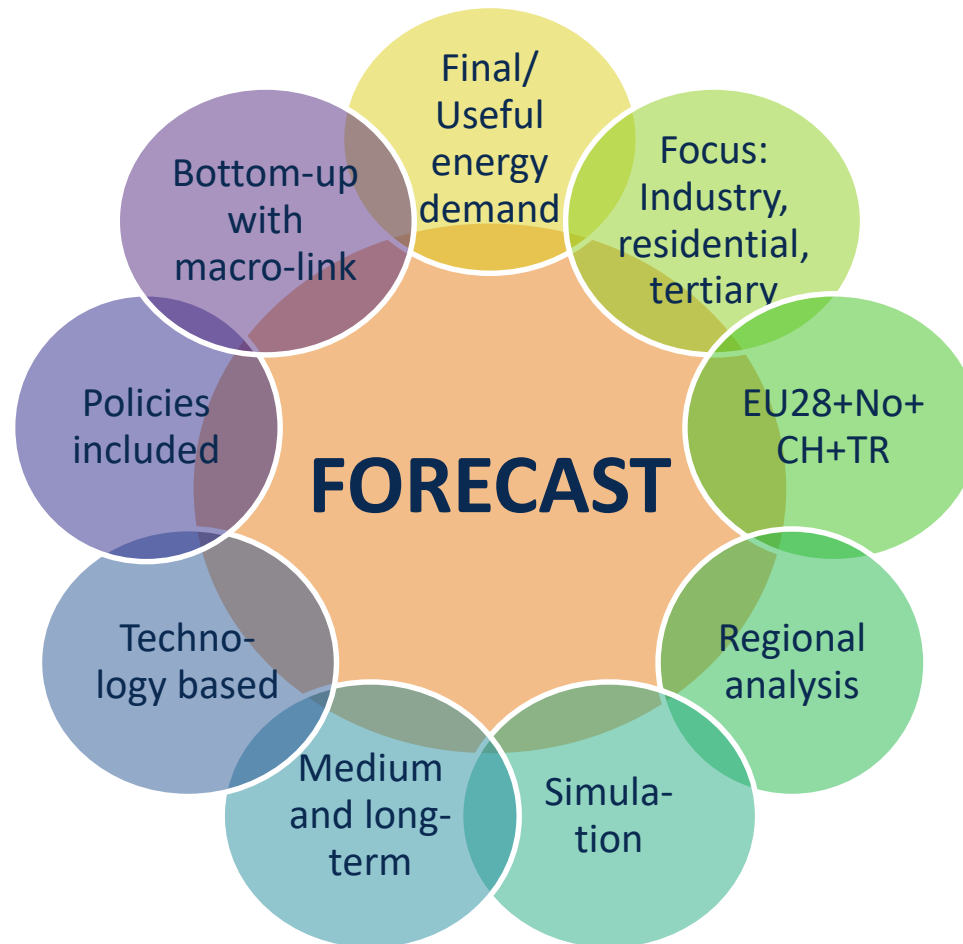 Final/
Useful
energy
demand
Focus:
Industry,
residential,
tertiary
EU28+No+
CH+TR
Regional
analysis
Simula-
tion
Medium
and long-
term
Techno-
logy based
Policies
included
Bottom-up
with
macro-link
FORECAST